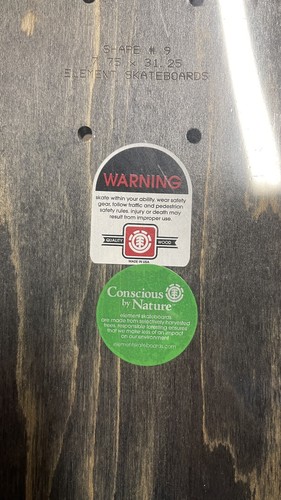 SHAPE # 9
7.75 x 31.25
ELEMENT SKATEBOARDS
WARNING
skate within your ability, wear safety
gear, follow traffic and pedestrian
safety rules. Injury or death may
result from improper use.
QUALITY WOOD
MADE IN USA
Conscious
by Nature
element skateboards
are made from selectively harvested
trees. responsible foresting ensures
that we make less of an impact
on our environment
elementskateboards.com